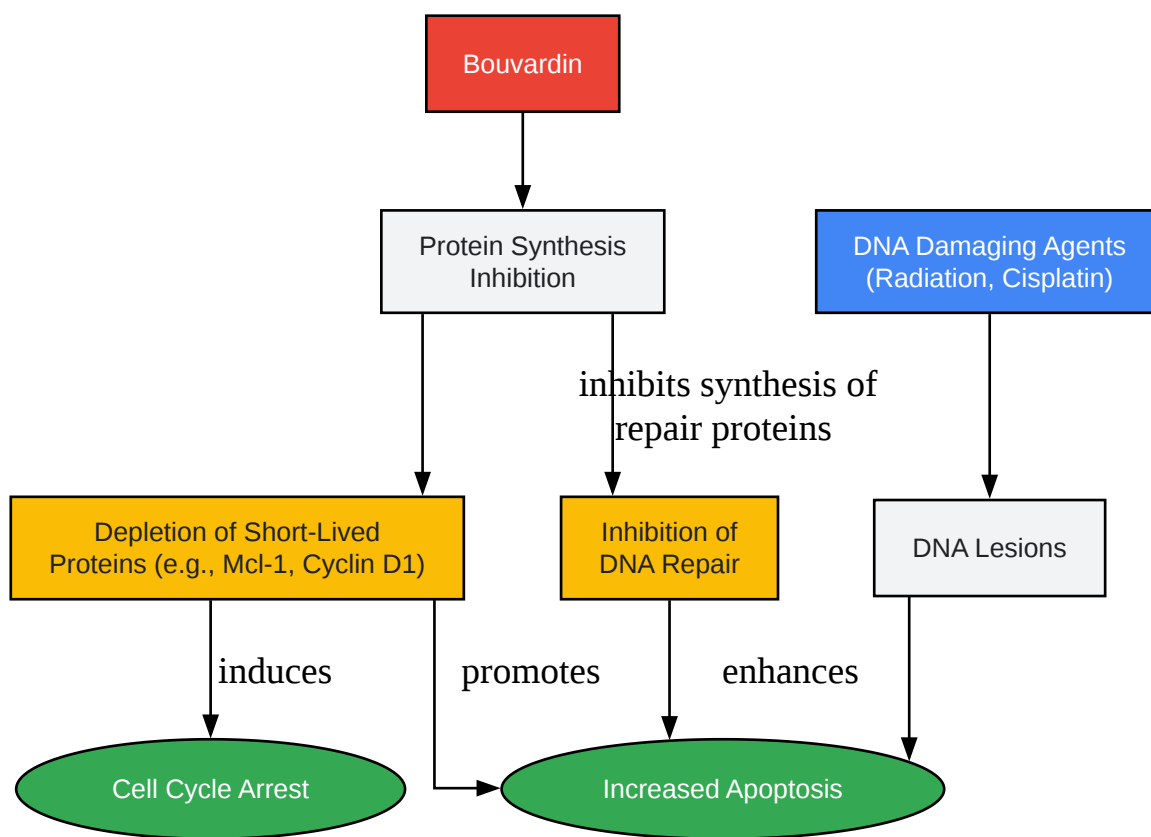 Bouvardin
Protein Synthesis
Inhibition
DNA Damaging Agents
(Radiation, Cisplatin)
inhibits synthesis of
repair proteins
Depletion of Short-Lived
Proteins (e.g., Mcl-1, Cyclin D1)
Inhibition of
DNA Repair
DNA Lesions
induces
promotes
enhances
Cell Cycle Arrest
Increased Apoptosis